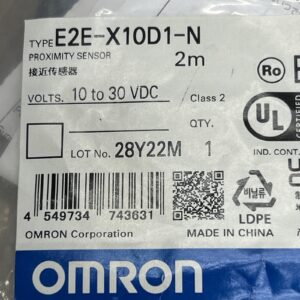 TYPE E2E-X10D1-N
PROXIMITY SENSOR 2m
接近传感器
Ro
VOLTS. 10 to 30 VDC Class 2
UL
QTY.
LOT No. 28Y22M 1
IND. CONT.
4 549734 743631
비닐류
LDPE
OMRON Corporation MADE IN CHINA
OMRON